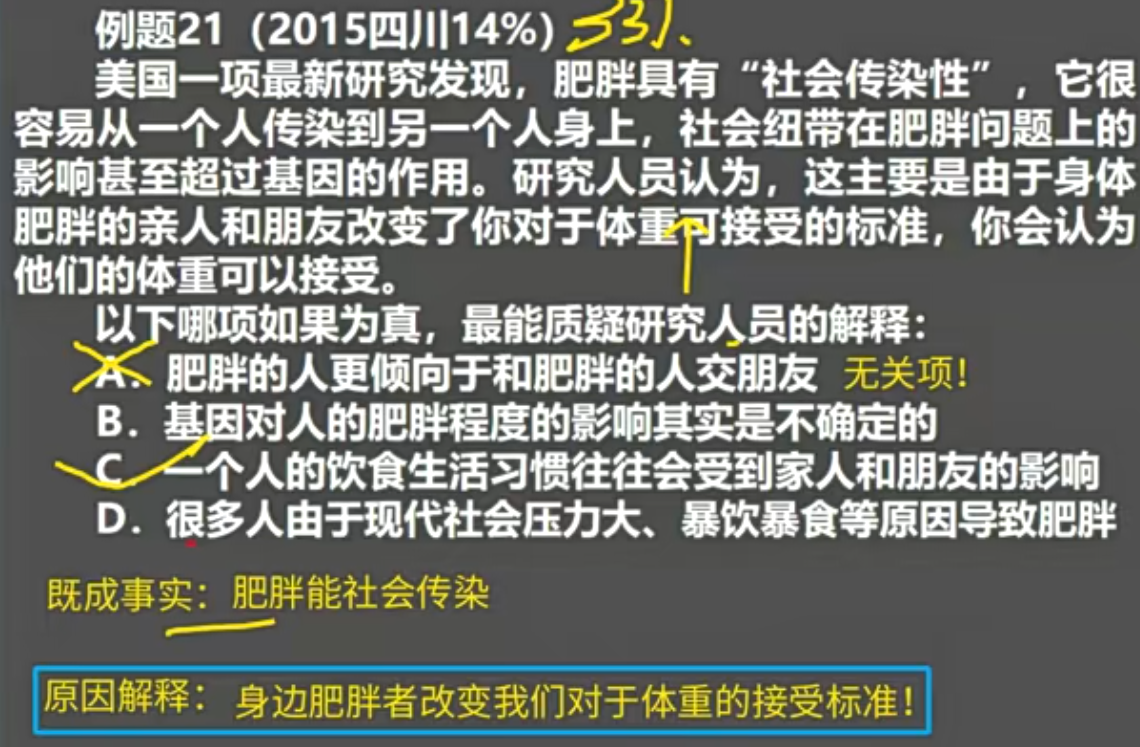 例题21（2015四川14%）
美国一项最新研究发现，肥胖具有“社会传染性”，它很
容易从一个人传染到另一个人身上，社会纽带在肥胖问题上的
影响甚至超过基因的作用。研究人员认为，这主要是由于身体
肥胖的亲人和朋友改变了你对于体重可接受的标准，你会认为
他们的体重可以接受。
以下哪项如果为真，最能质疑研究人员的解释：
A．肥胖的人更倾向于和肥胖的人交朋友 无关项！
B．基因对人的肥胖程度的影响其实是不确定的
C．一个人的饮食生活习惯往往会受到家人和朋友的影响
D．很多人由于现代社会压力大、暴饮暴食等原因导致肥胖
既成事实：肥胖能社会传染
原因解释：身边肥胖者改变我们对于体重的接受标准！